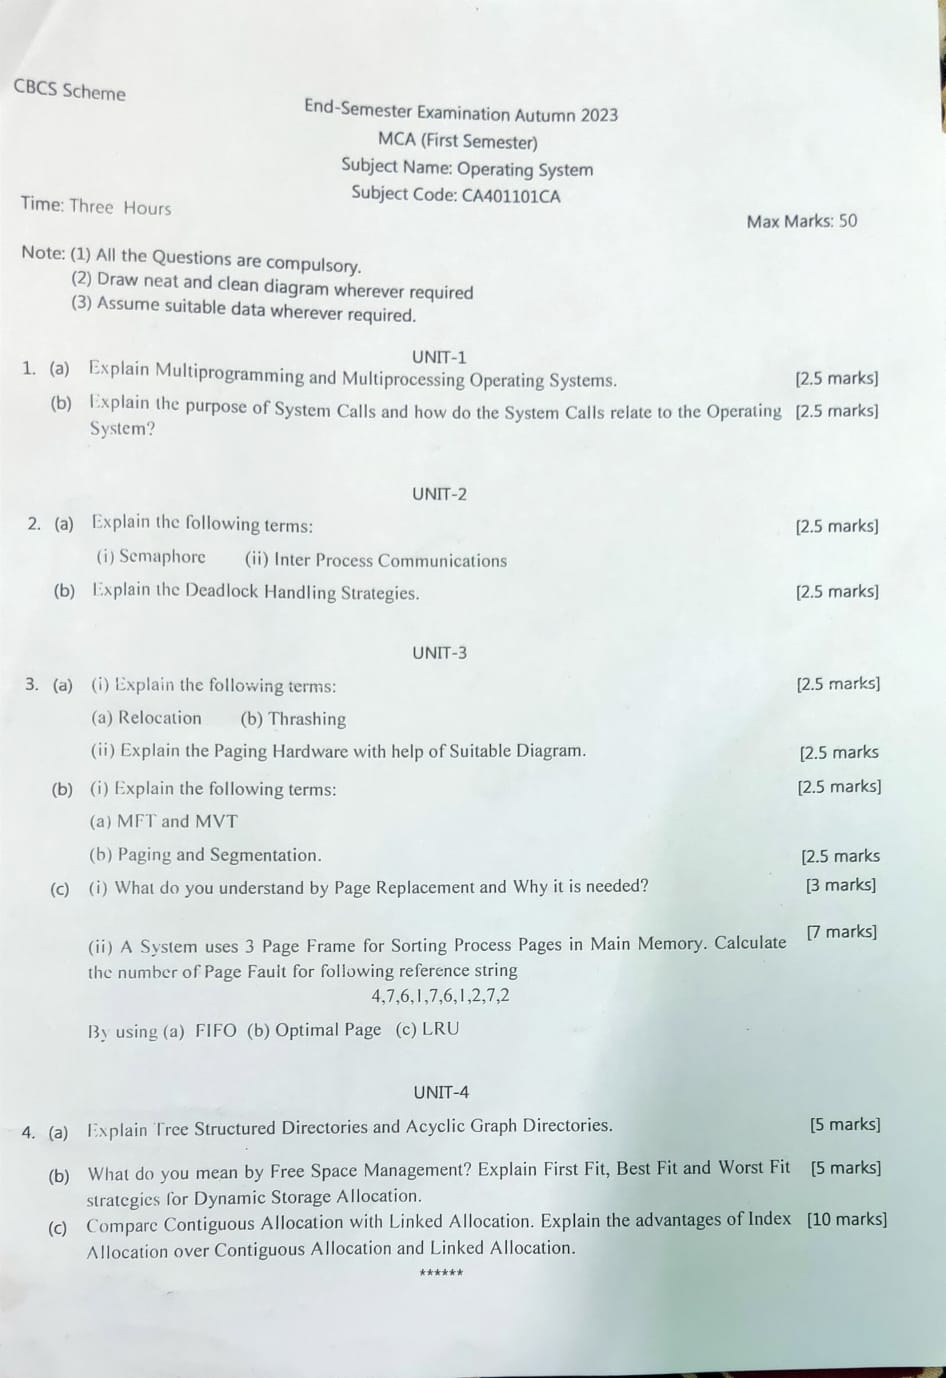 CBCS Scheme
End-Semester Examination Autumn 2023
MCA (First Semester)
Subject Name: Operating System
Subject Code: CA401101CA
Time: Three Hours
Max Marks: 50
Note: (1) All the Questions are compulsory.
(2) Draw neat and clean diagram wherever required
(3) Assume suitable data wherever required.
UNIT-1
1. (a) Explain Multiprogramming and Multiprocessing Operating Systems. [2.5 marks]
(b) Explain the purpose of System Calls and how do the System Calls relate to the Operating [2.5 marks]
System?
UNIT-2
2. (a) Explain the following terms: [2.5 marks]
(i) Semaphore (ii) Inter Process Communications
(b) Explain the Deadlock Handling Strategies. [2.5 marks]
UNIT-3
3. (a) (i) Explain the following terms: [2.5 marks]
(a) Relocation (b) Thrashing
(ii) Explain the Paging Hardware with help of Suitable Diagram. [2.5 marks
(b) (i) Explain the following terms: [2.5 marks]
(a) MFT and MVT
(b) Paging and Segmentation. [2.5 marks
(c) (i) What do you understand by Page Replacement and Why it is needed? [3 marks]
(ii) A System uses 3 Page Frame for Sorting Process Pages in Main Memory. Calculate [7 marks]
the number of Page Fault for following reference string
4,7,6,1,7,6,1,2,7,2
By using (a) FIFO (b) Optimal Page (c) LRU
UNIT-4
4. (a) Explain Tree Structured Directories and Acyclic Graph Directories. [5 marks]
(b) What do you mean by Free Space Management? Explain First Fit, Best Fit and Worst Fit [5 marks]
strategies for Dynamic Storage Allocation.
(c) Compare Contiguous Allocation with Linked Allocation. Explain the advantages of Index [10 marks]
Allocation over Contiguous Allocation and Linked Allocation.
******